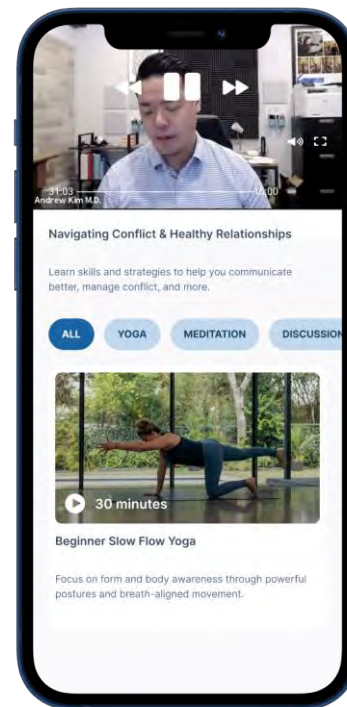 31:03
15:00
Andrew Kim M.D.
Navigating Conflict & Healthy Relationships
Learn skills and strategies to help you communicate
better, manage conflict, and more.
ALL YOGA MEDITATION DISCUSSION
30 minutes
Beginner Slow Flow Yoga
Focus on form and body awareness through powerful
postures and breath-aligned movement.